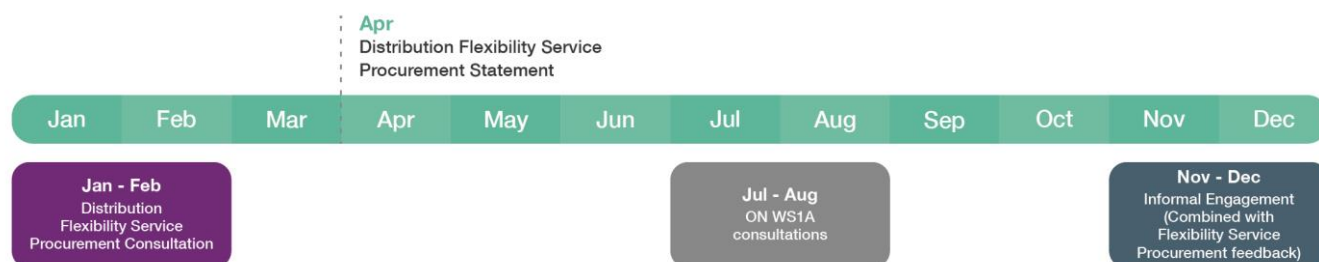 Apr
Distribution Flexibility Service
Procurement Statement
Jan Feb Mar Apr May Jun Jul Aug Sep Oct Nov Dec
Jan - Feb
Distribution
Flexibility Service
Procurement Consultation
Jul - Aug
ON WS1A
consultations
Nov - Dec
Informal Engagement
(Combined with
Flexibility Service
Procurement feedback)